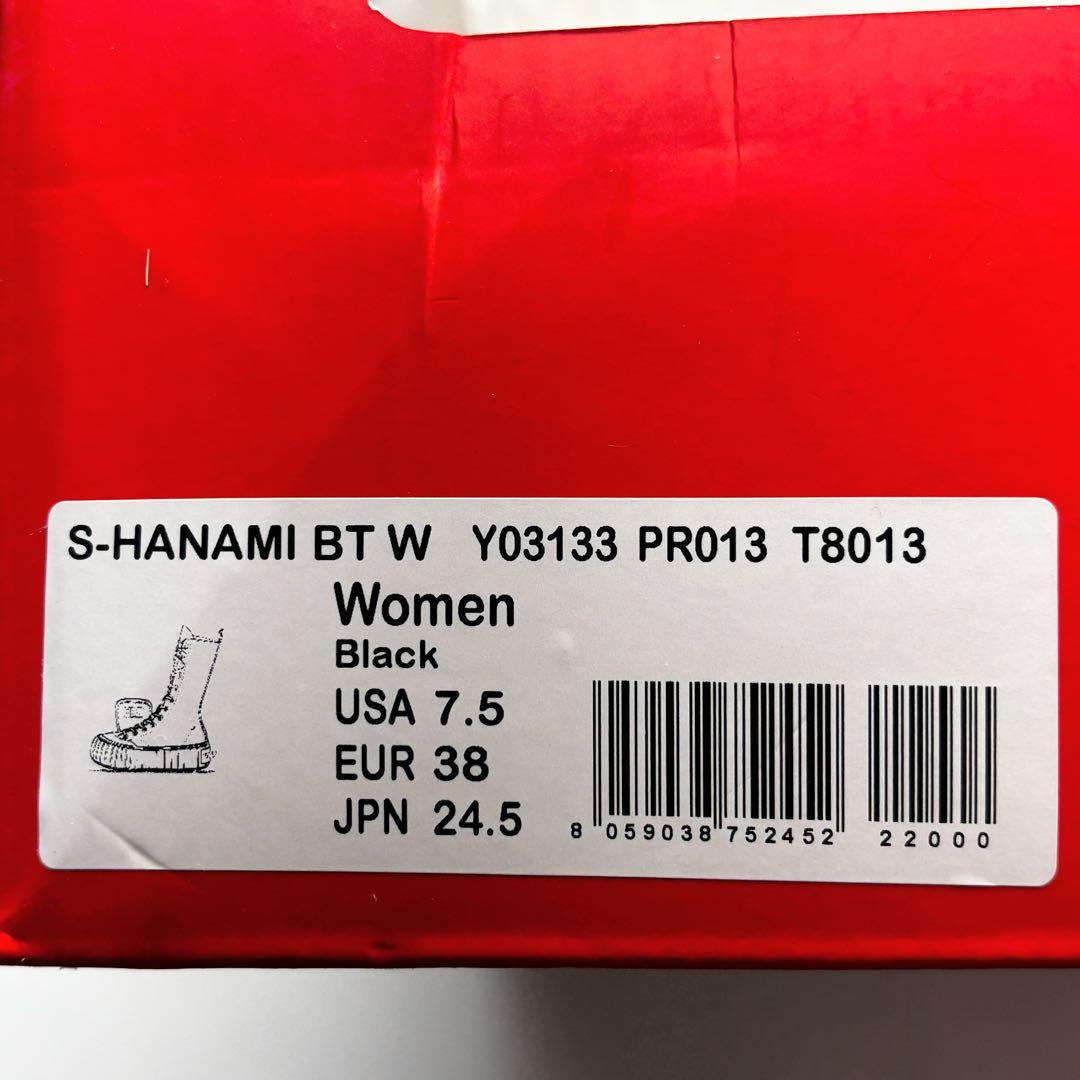 S-HANAMI BT W Y03133 PR013 T8013
Women
Black
USA 7.5
EUR 38
JPN 24.5
8 059038 752452 22000